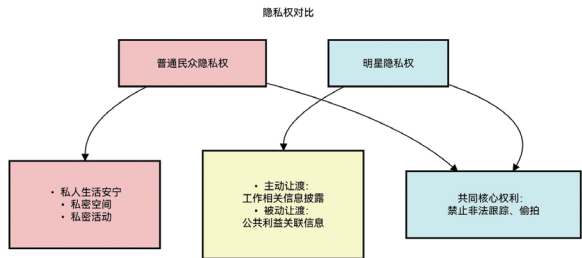 隐私权对比
普通民众隐私权
明星隐私权
• 私人生活安宁
• 私密空间
• 私密活动
• 主动让渡:
工作相关信息披露
• 被动让渡:
公共利益关联信息
共同核心权利:
禁止非法跟踪、偷拍